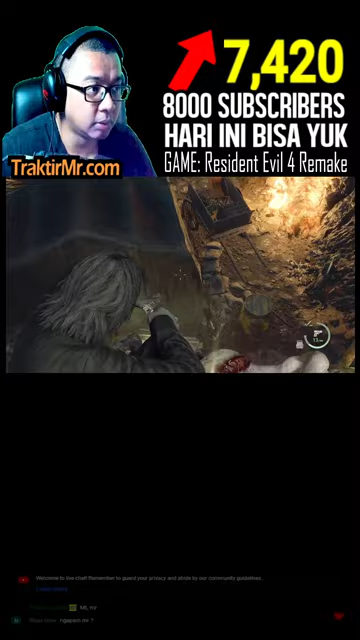 7,420
8000 SUBSCRIBERS
HARI INI BISA YUK
TraktirMr.com
GAME: Resident Evil 4 Remake
Welcome to live chat! Remember to guard your privacy and abide by our community guidelines.
ngapain mr ?